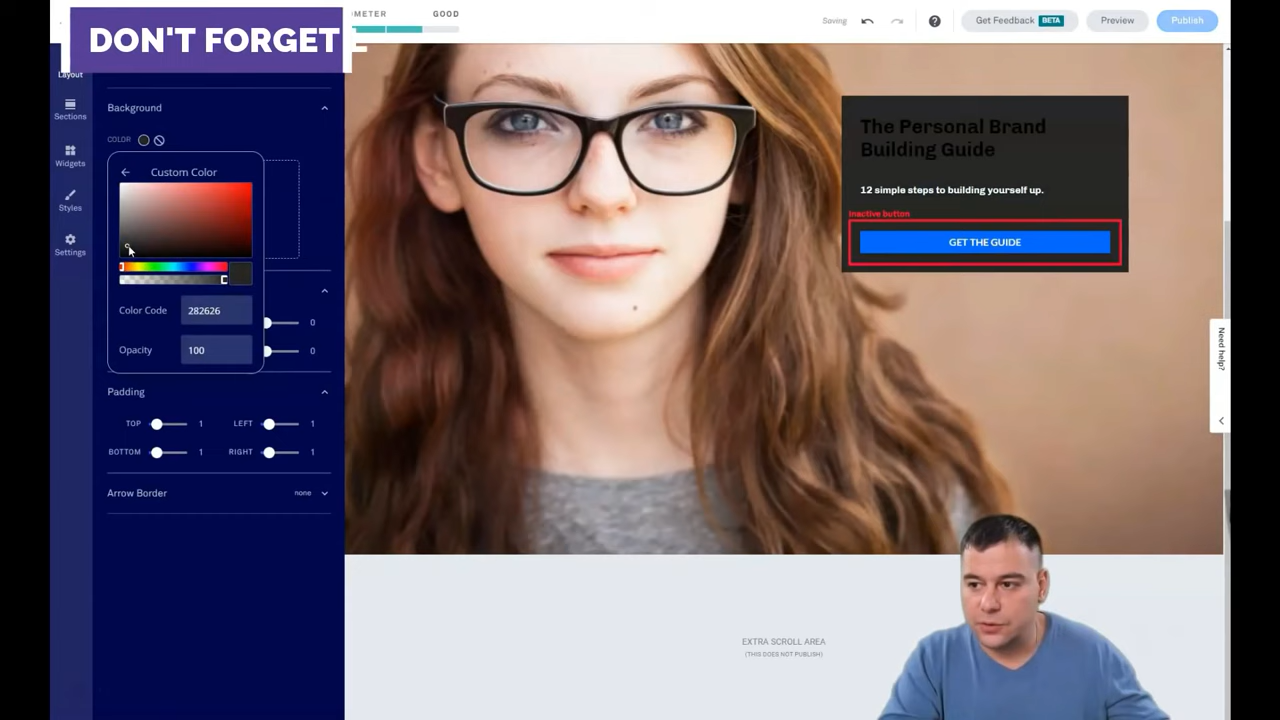 DON'T FORGET
METER
GOOD
Saving
Get Feedback BETA
Preview
Publish
Layout
Sections
Widgets
Styles
Settings
Background
COLOR
Custom Color
Color Code 282626
Opacity 100
0
0
Padding
TOP 1 LEFT 1
BOTTOM 1 RIGHT 1
Arrow Border none
The Personal Brand
Building Guide
12 simple steps to building yourself up.
Inactive button
GET THE GUIDE
Need help?
EXTRA SCROLL AREA
(THIS DOES NOT PUBLISH)